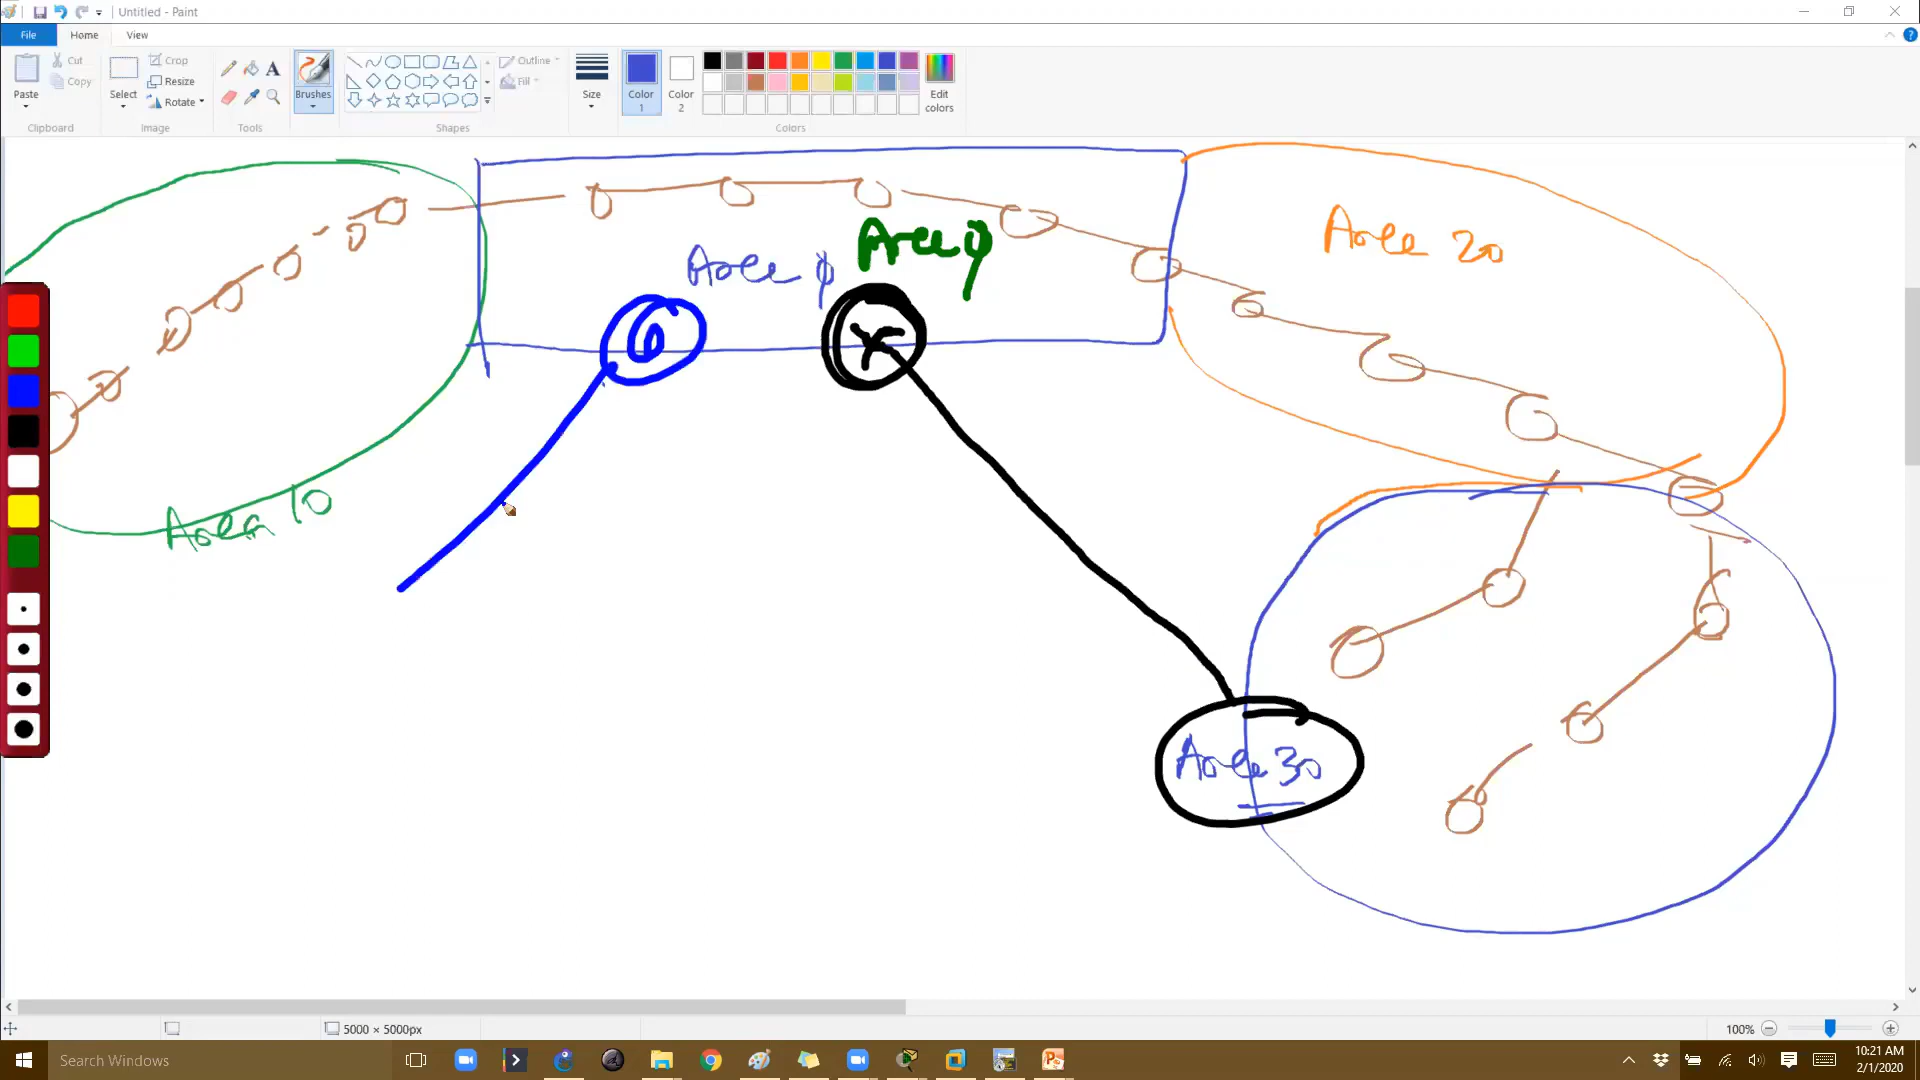 Untitled - Paint
File Home View
Paste
Cut
Copy
Clipboard
Select
Crop
Resize
Rotate
Image
Tools
Brushes
Shapes
Outline
Fill
Size
Color 1
Color 2
Edit colors
Colors
Area 20
Area φ
Area φ
Area 10
Area 30
5000 × 5000px
100%
Search Windows
10:21 AM
2/1/2020